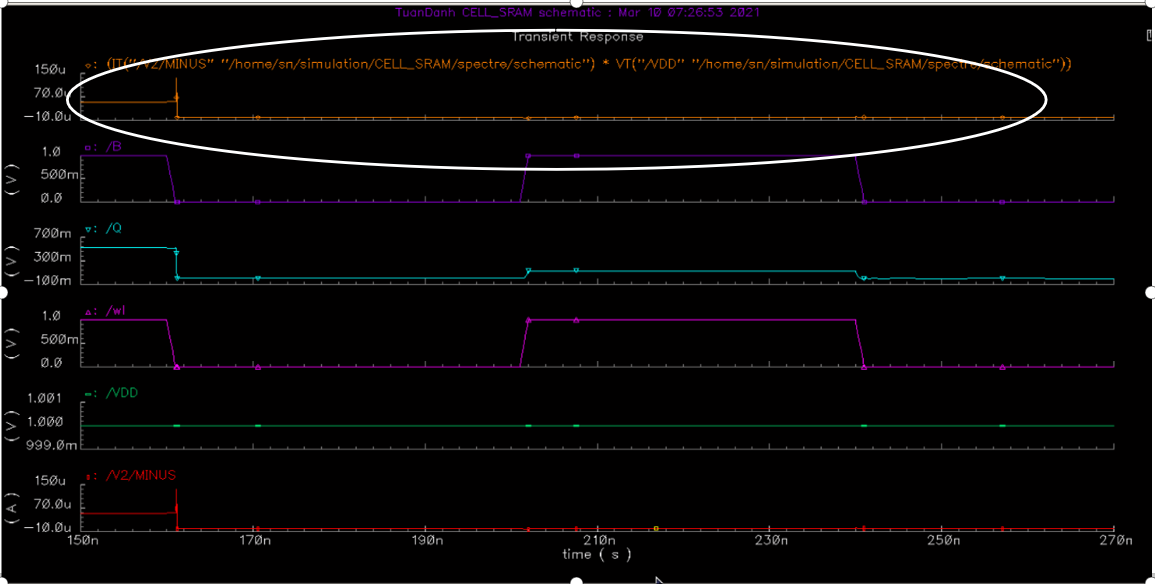 TuanDanh CELL_SRAM schematic : Mar 10 07:26:53 2021
Transient Response
: (IT("/V2/MINUS" "/home/sn/simulation/CELL_SRAM/spectre/schematic") * VT("/VDD" "/home/sn/simulation/CELL_SRAM/spectre/schematic"))
150u
70.0u
-10.0u
: /B
1.0
500m
0.0
(V)
: /Q
700m
300m
-100m
(V)
: /wl
1.0
500m
0.0
(V)
: /VDD
1.001
1.000
999.0m
(V)
: /V2/MINUS
150u
70.0u
-10.0u
(A)
150n 170n 190n 210n 230n 250n 270n
time ( s )